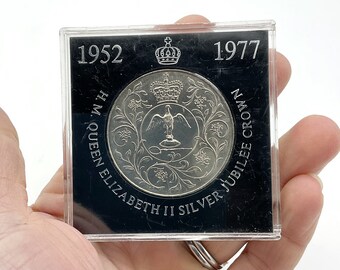 1952 1977
H.M. QUEEN ELIZABETH II SILVER JUBILEE CROWN